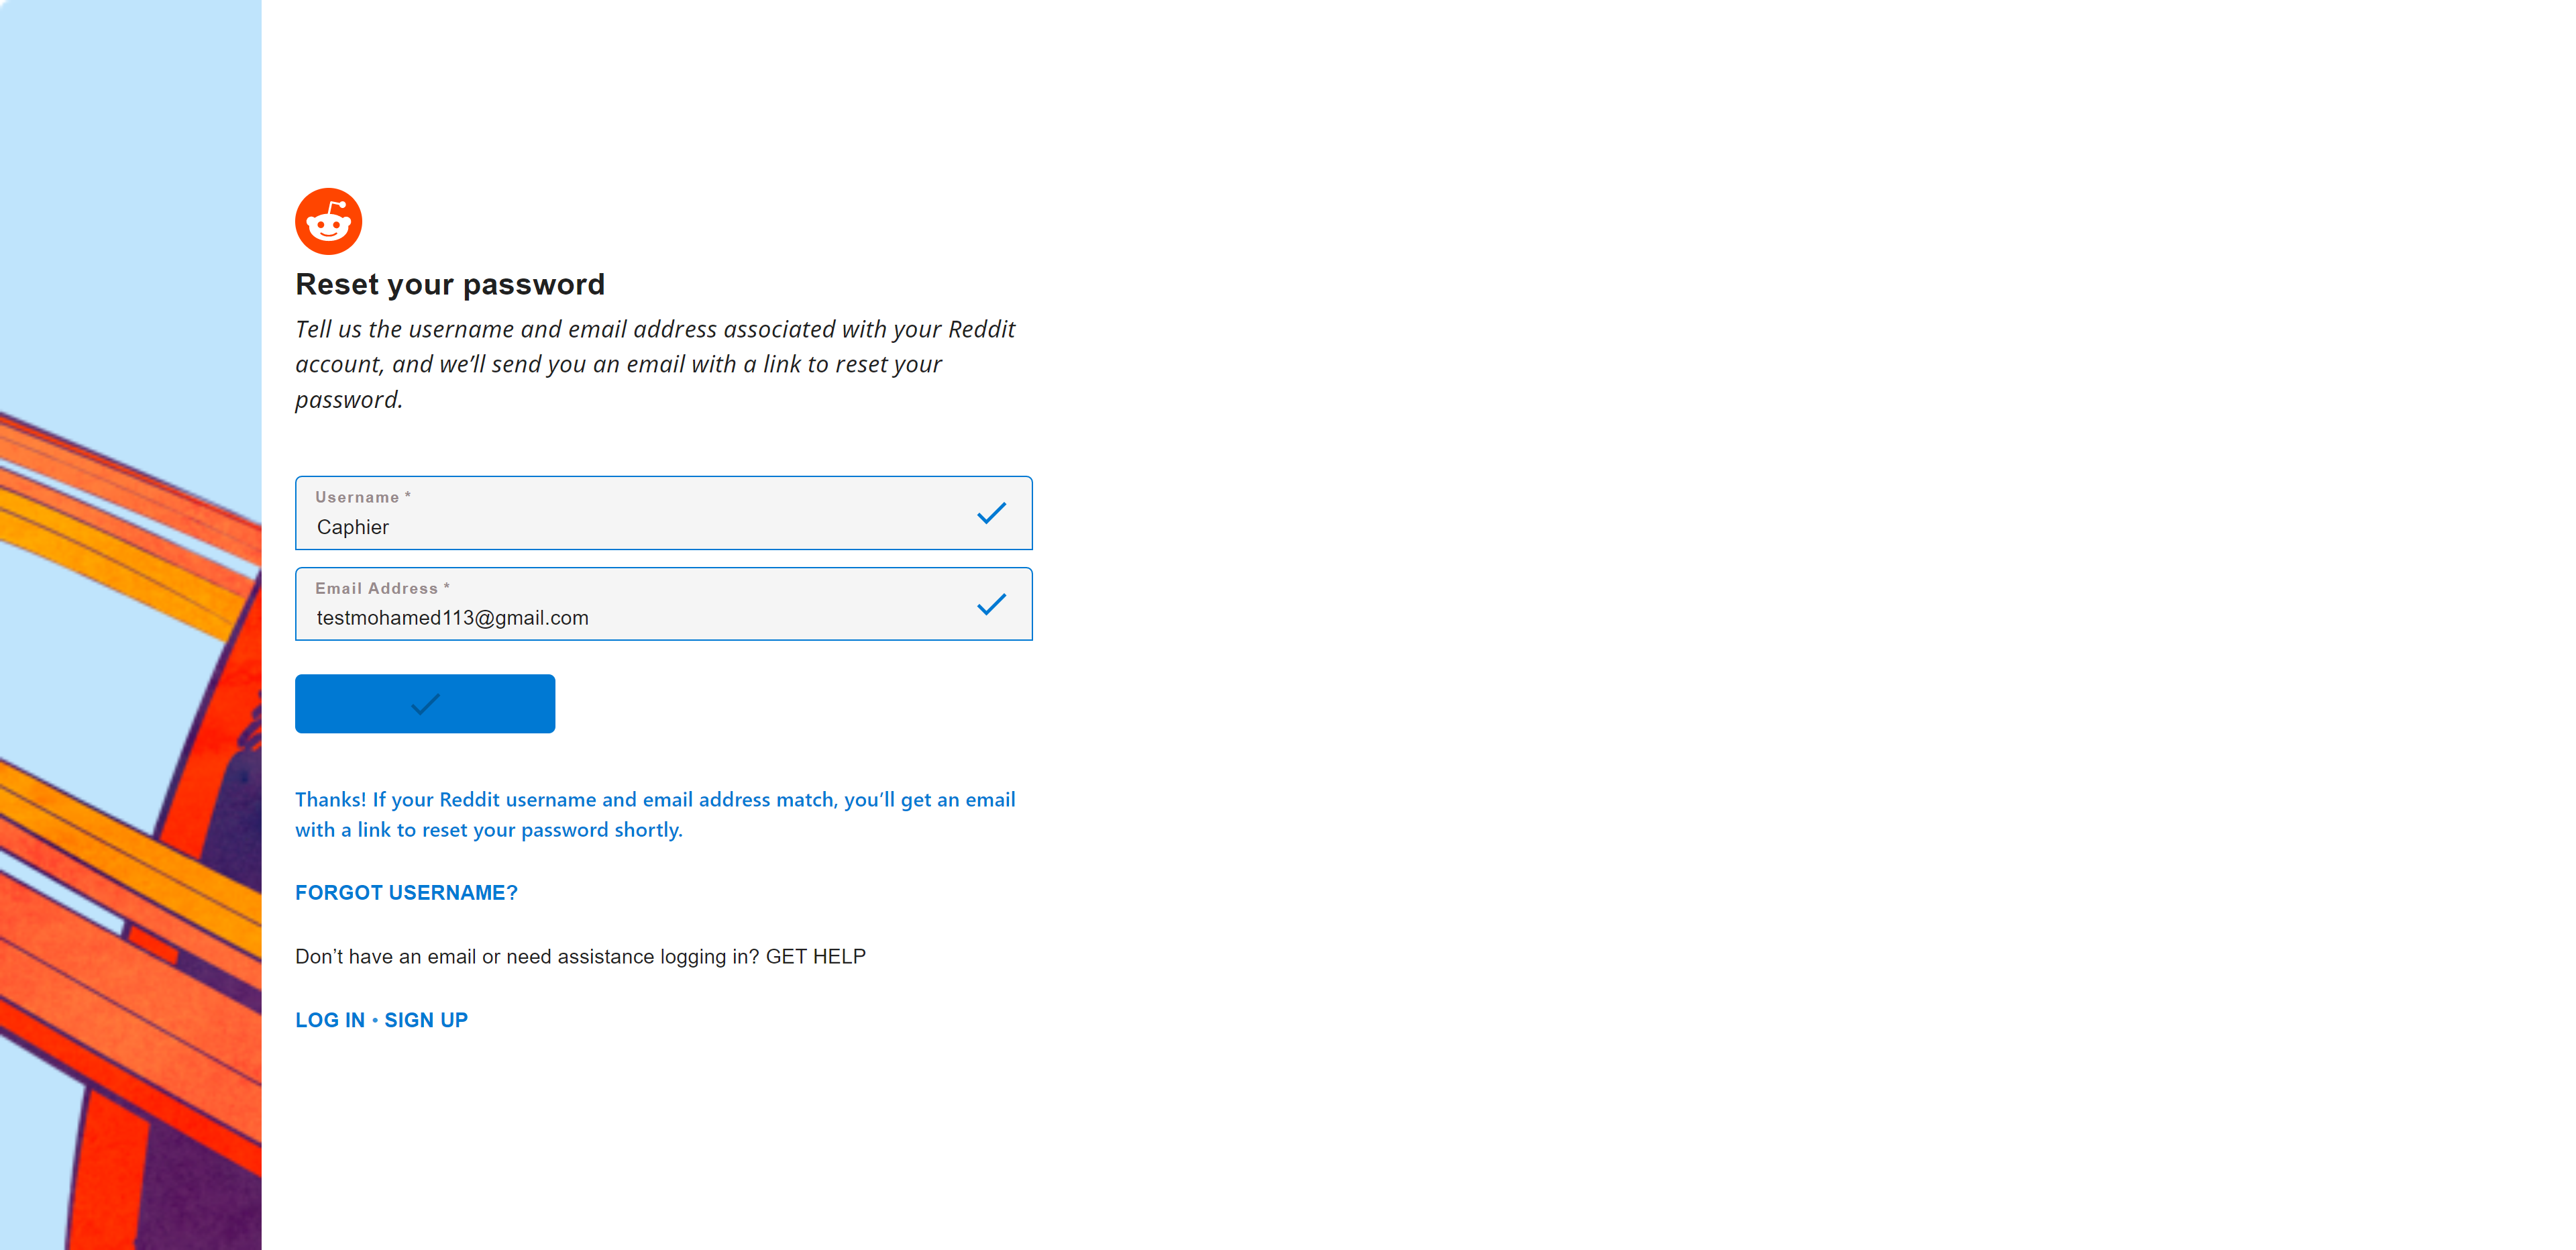 Reset your password
Tell us the username and email address associated with your Reddit
account, and we’ll send you an email with a link to reset your
password.
Username *
Caphier
Email Address *
testmohamed113@gmail.com
Thanks! If your Reddit username and email address match, you’ll get an email
with a link to reset your password shortly.
FORGOT USERNAME?
Don’t have an email or need assistance logging in? GET HELP
LOG IN • SIGN UP